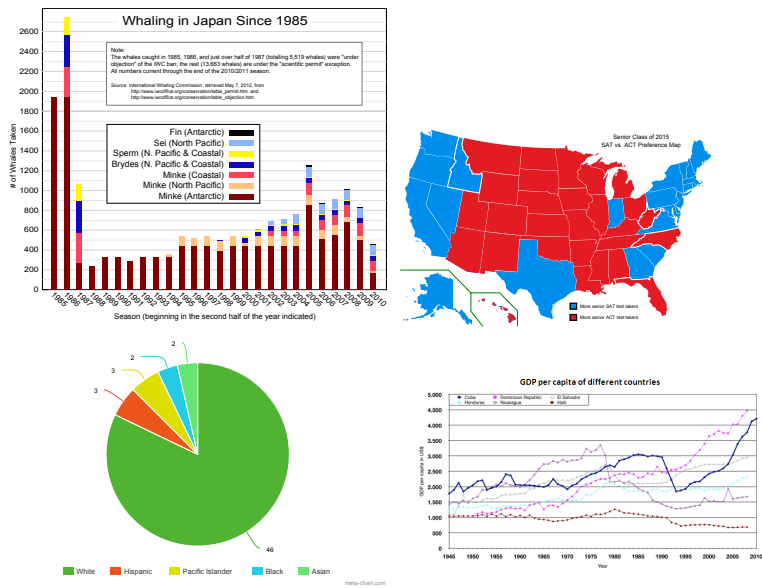 Whaling in Japan Since 1985
Note:
The whales caught in 1985, 1986, and just over half of 1987 (totalling 5,519 whales) were "under
objection" of the IWC ban; the rest (13,663 whales) are under the "scientific permit" exception.
All numbers current through the end of the 2010/2011 season.
Source: International Whaling Commission. retrieved May 7, 2012, from
http://www.iwcoffice.org/conservation/table_permit.htm and
http://www.iwcoffice.org/conservation/table_objection.htm
Fin (Antarctic)
Sei (North Pacific)
Sperm (N. Pacific & Coastal)
Brydes (N. Pacific & Coastal)
Minke (Coastal)
Minke (North Pacific)
Minke (Antarctic)
# of Whales Taken
2600
2400
2200
2000
1800
1600
1400
1200
1000
800
600
400
200
0
1985 1986 1987 1988 1989 1990 1991 1992 1993 1994 1995 1996 1997 1998 1999 2000 2001 2002 2003 2004 2005 2006 2007 2008 2009 2010
Season (beginning in the second half of the year indicated)
Senior Class of 2015
SAT vs. ACT Preference Map
More senior SAT test takers
More senior ACT test takers
2
2
3
3
46
White Hispanic Pacific Islander Black Asian
meta-chart.com
GDP per capita of different countries
Cuba Dominican Republic El Salvador
Honduras Nicaragua Haiti
GDP per capita in US$
5.000
4.500
4.000
3.500
3.000
2.500
2.000
1.500
1.000
500
0
1945 1950 1955 1960 1965 1970 1975 1980 1985 1990 1995 2000 2005 2010
Year